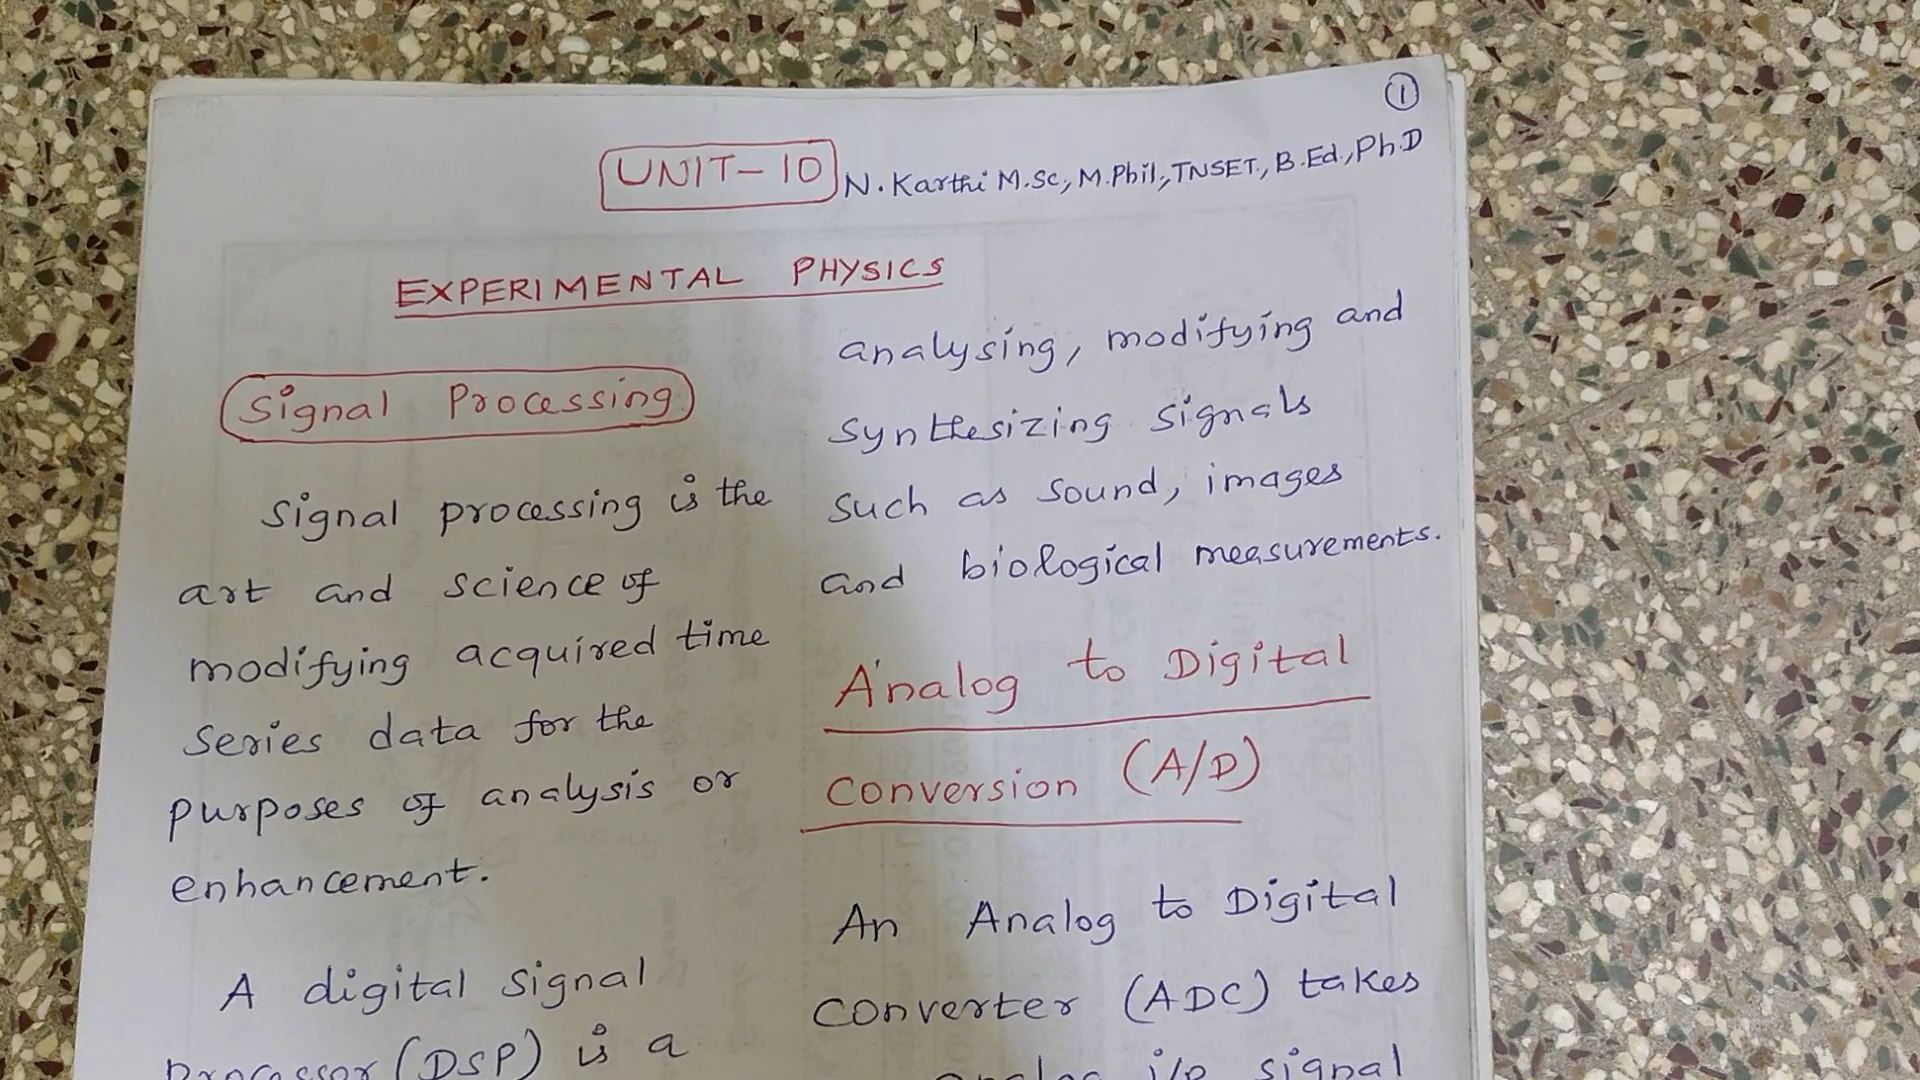 1
UNIT-10 N. Karthi M.Sc., M.Phil., TNSET., B.Ed., Ph.D
EXPERIMENTAL PHYSICS
Signal Processing
Signal processing is the
art and science of
modifying acquired time
series data for the
purposes of analysis or
enhancement.
A digital signal
Processor (DSP) is a
analysing, modifying and
synthesizing signals
such as sound, images
and biological measurements.
Analog to Digital
conversion (A/D)
An Analog to Digital
converter (ADC) takes
analog i/p signal